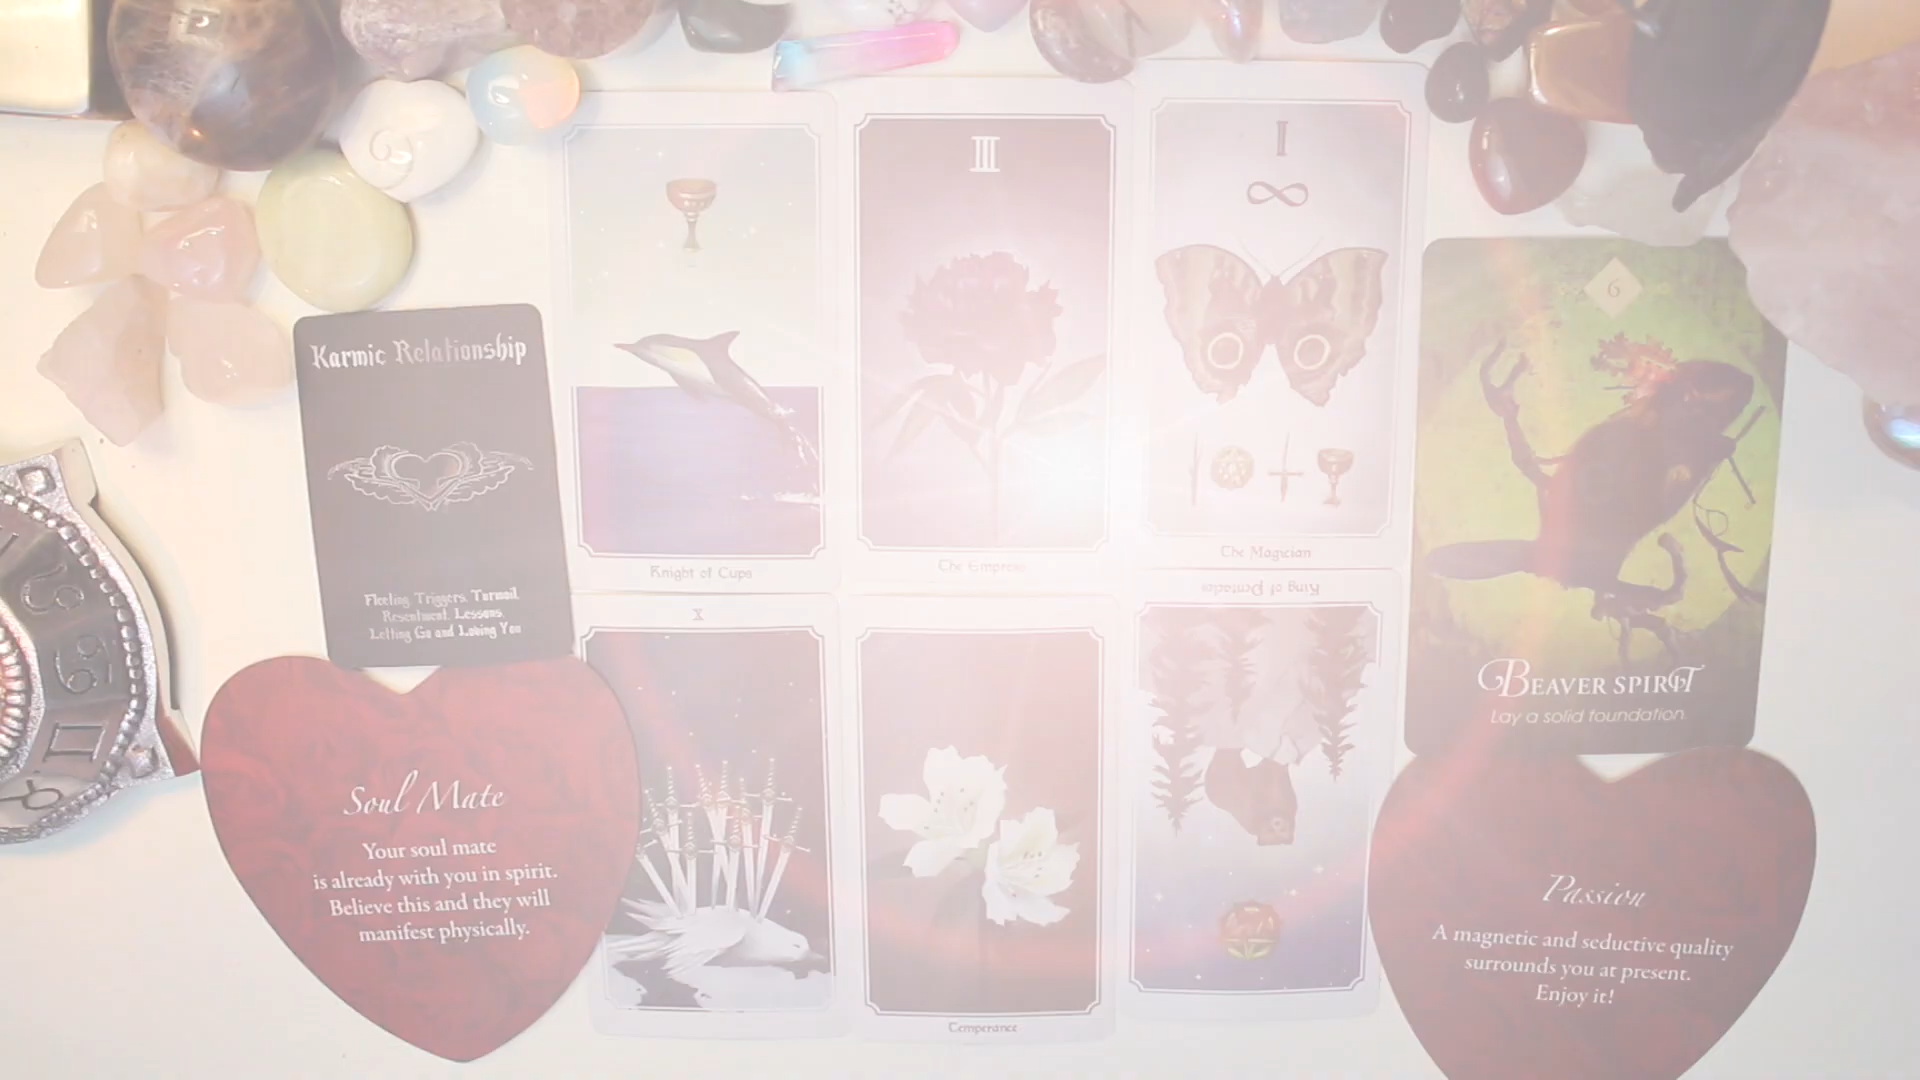 III
I
6
Karmic Relationship
Fleeting Triggers, Turmoil,
Resentment, Lessons,
Letting Go and Loving You
Knight of Cups
The Empress
The Magician
King of Pentacles
X
BEAVER SPIRIT
Lay a solid foundation.
Soul Mate
Your soul mate
is already with you in spirit.
Believe this and they will
manifest physically.
Passion
A magnetic and seductive quality
surrounds you at present.
Enjoy it!
Temperance